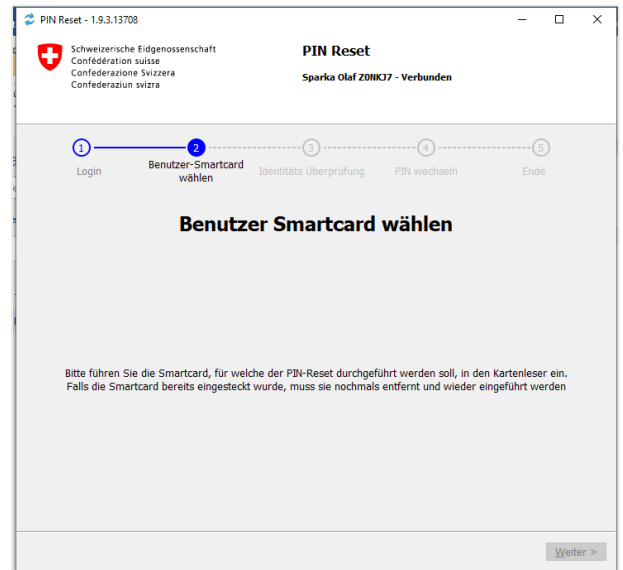 PIN Reset - 1.9.3.13708
Schweizerische Eidgenossenschaft
Confédération suisse
Confederazione Svizzera
Confederaziun svizra
PIN Reset
Sparka Olaf Z0NKJ7 - Verbunden
1 2 3 4 5
Login
Benutzer-Smartcard
wählen
Identitäts Überprüfung
PIN wechseln
Ende
Benutzer Smartcard wählen
Bitte führen Sie die Smartcard, für welche der PIN-Reset durchgeführt werden soll, in den Kartenleser ein.
Falls die Smartcard bereits eingesteckt wurde, muss sie nochmals entfernt und wieder eingeführt werden
Weiter >